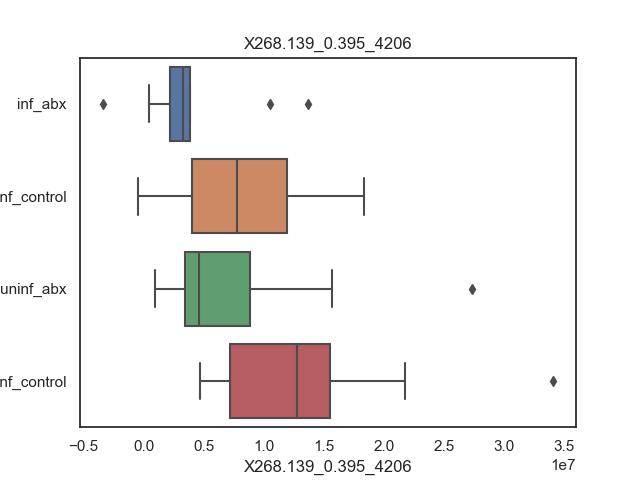 X268.139_0.395_4206
inf_abx
nf_control
uninf_abx
nf_control
−0.5 0.0 0.5 1.0 1.5 2.0 2.5 3.0 3.5
1e7
X268.139_0.395_4206